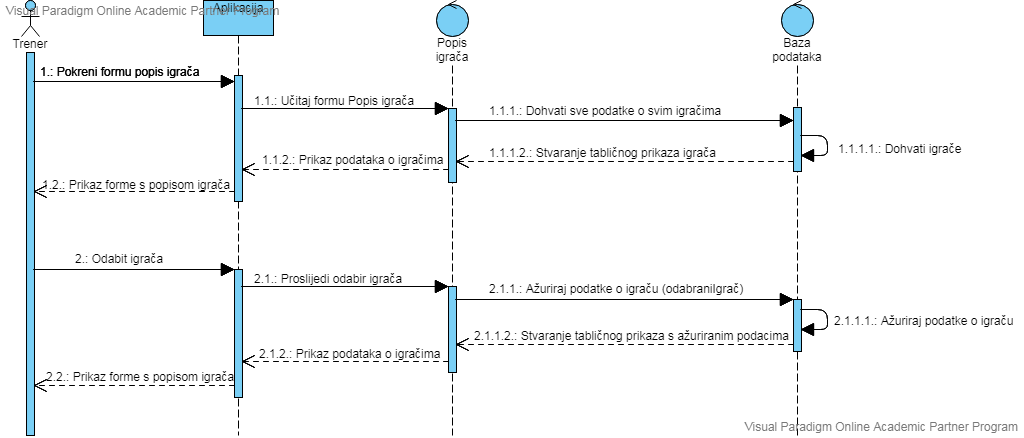 Visual Paradigm Online Academic Partner Program
Aplikacija
Trener
Popis
igrača
Baza
podataka
1.: Pokreni formu popis igrača
1.1.: Učitaj formu Popis igrača
1.1.1.: Dohvati sve podatke o svim igračima
1.1.1.1.: Dohvati igrače
1.1.1.2.: Stvaranje tabličnog prikaza igrača
1.1.2.: Prikaz podataka o igračima
1.2.: Prikaz forme s popisom igrača
2.: Odabit igrača
2.1.: Proslijedi odabir igrača
2.1.1.: Ažuriraj podatke o igraču (odabraniIgrač)
2.1.1.1.: Ažuriraj podatke o igraču
2.1.1.2.: Stvaranje tabličnog prikaza s ažuriranim podacima
2.1.2.: Prikaz podataka o igračima
2.2.: Prikaz forme s popisom igrača
Visual Paradigm Online Academic Partner Program